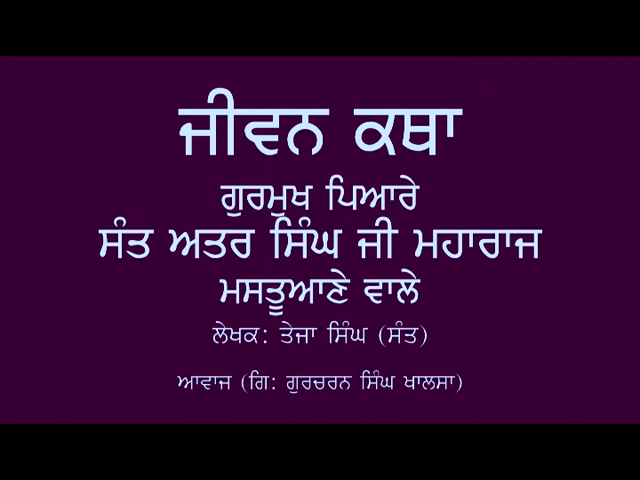 ਜੀਵਨ ਕਥਾ
ਗੁਰਮੁਖ ਪਿਆਰੇ
ਸੰਤ ਅਤਰ ਸਿੰਘ ਜੀ ਮਹਾਰਾਜ
ਮਸਤੂਆਣੇ ਵਾਲੇ
ਲੇਖਕ: ਤੇਜਾ ਸਿੰਘ (ਸੰਤ)
ਆਵਾਜ (ਗਿ: ਗੁਰਚਰਨ ਸਿੰਘ ਖਾਲਸਾ)